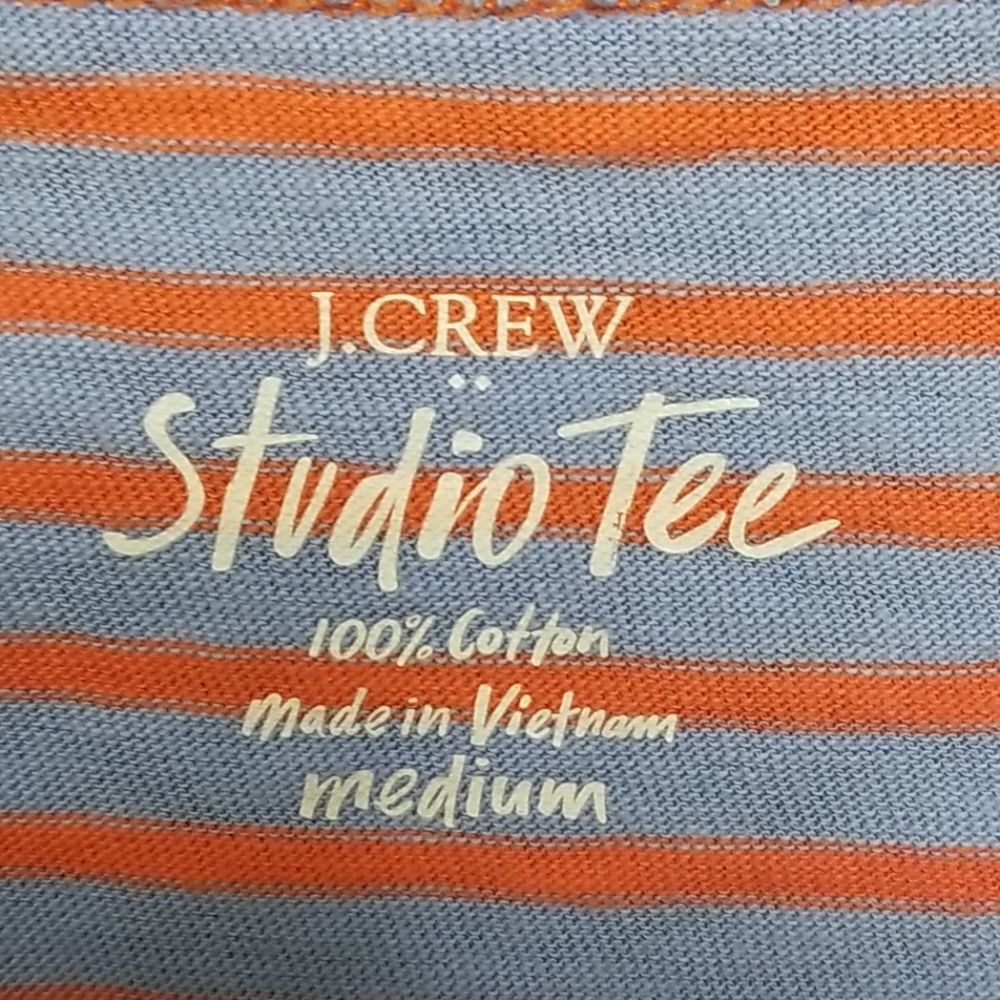 J.CREW
Studio Tee
100% Cotton
Made in Vietnam
medium